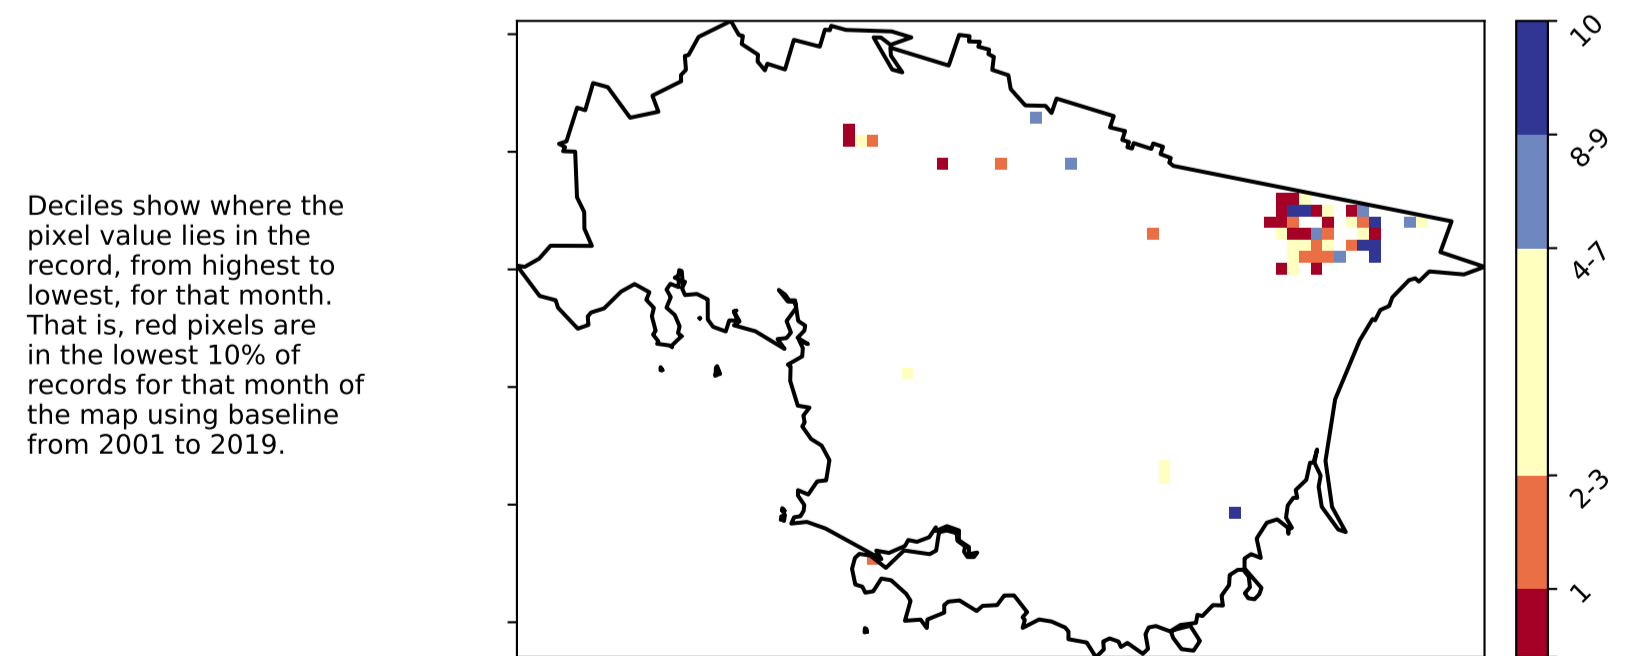 Deciles show where the
pixel value lies in the
record, from highest to
lowest, for that month.
That is, red pixels are
in the lowest 10% of
records for that month of
the map using baseline
from 2001 to 2019.
10
8-9
4-7
2-3
1